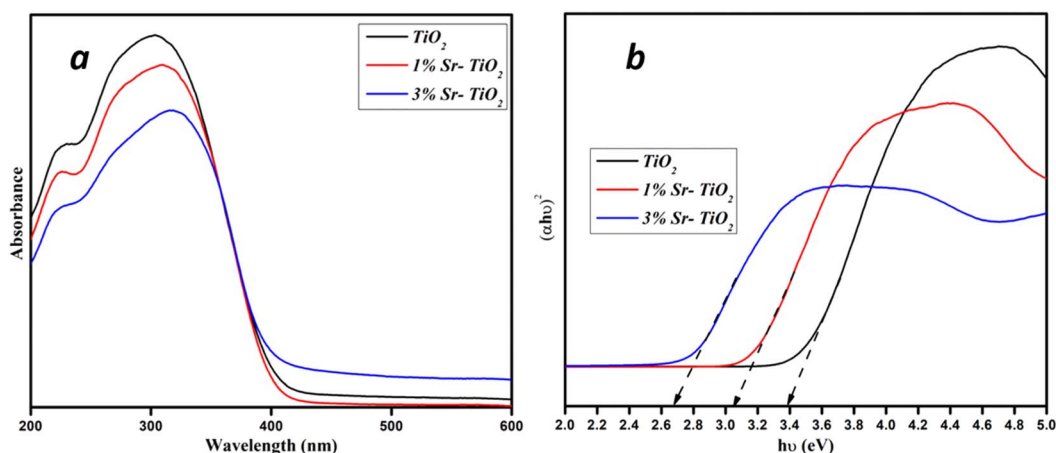 a
TiO₂
1% Sr- TiO₂
3% Sr- TiO₂
Absorbance
200 300 400 500 600
Wavelength (nm)
b
TiO₂
1% Sr- TiO₂
3% Sr- TiO₂
(αhυ)²
2.0 2.2 2.4 2.6 2.8 3.0 3.2 3.4 3.6 3.8 4.0 4.2 4.4 4.6 4.8 5.0
hυ (eV)